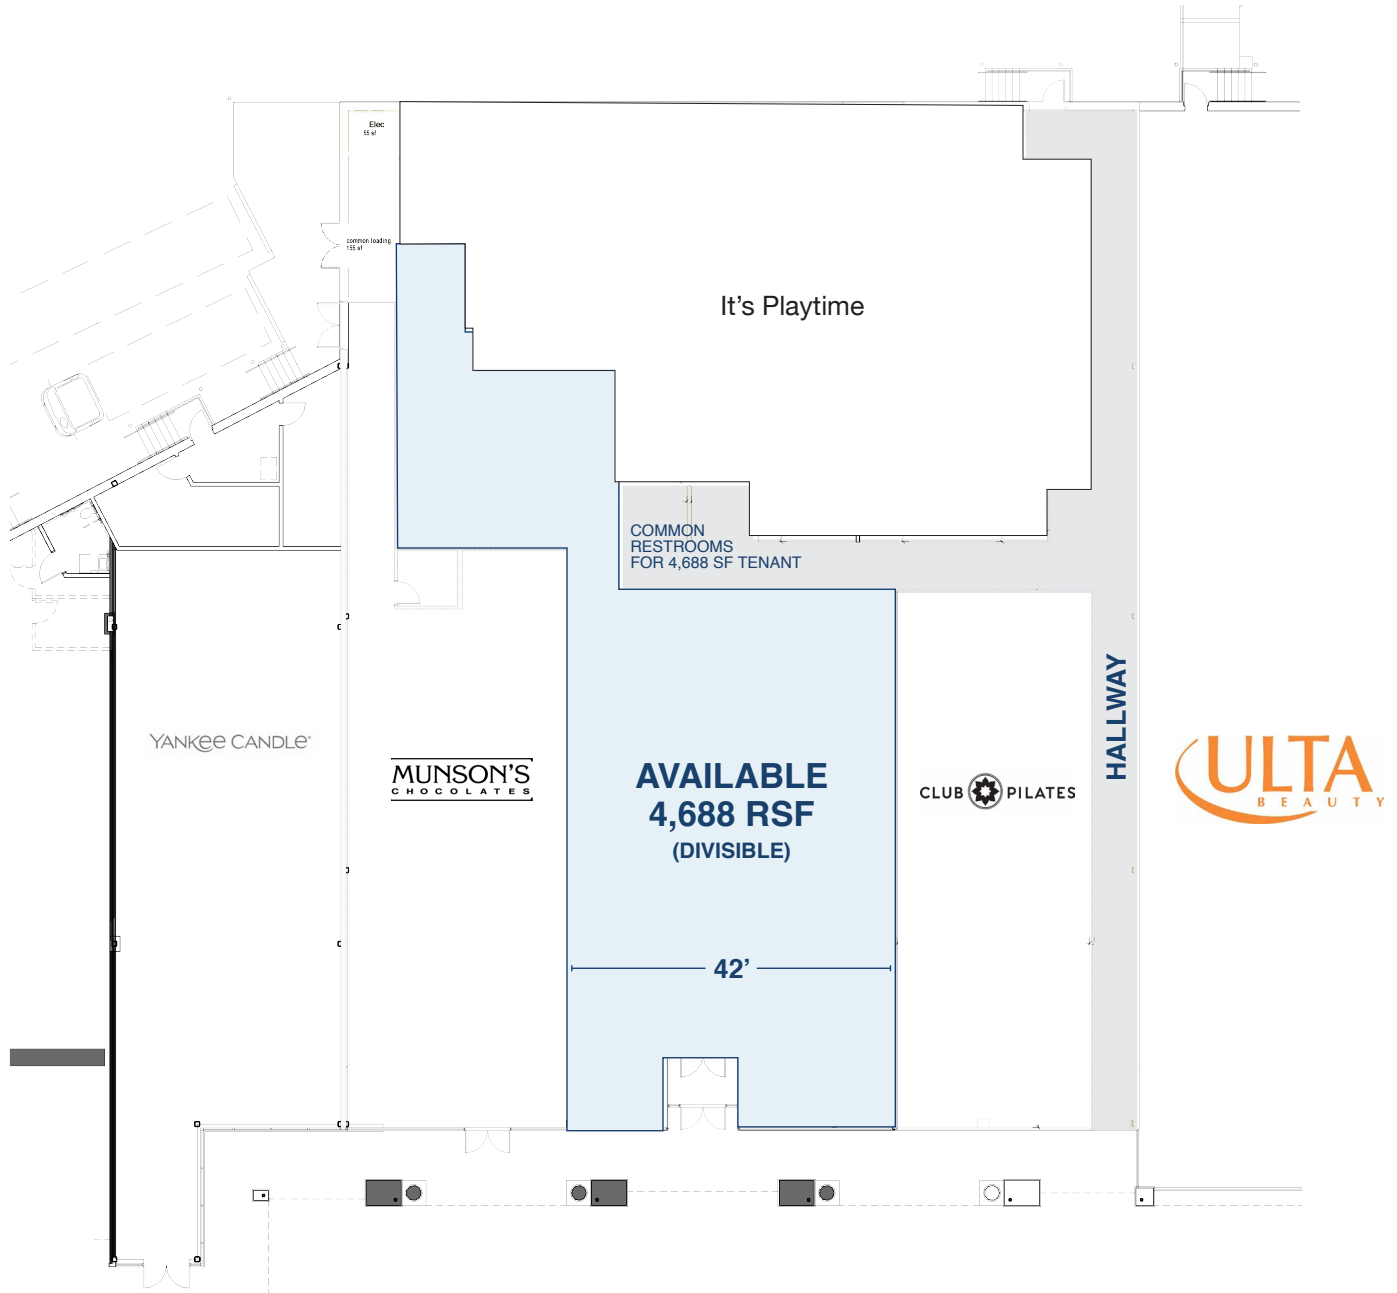 Elec
55 sf
common loading
155 sf
It's Playtime
COMMON
RESTROOMS
FOR 4,688 SF TENANT
HALLWAY
YANKEE CANDLE®
MUNSON'S
CHOCOLATES
AVAILABLE
4,688 RSF
(DIVISIBLE)
CLUB PILATES
ULTA
BEAUTY
42'